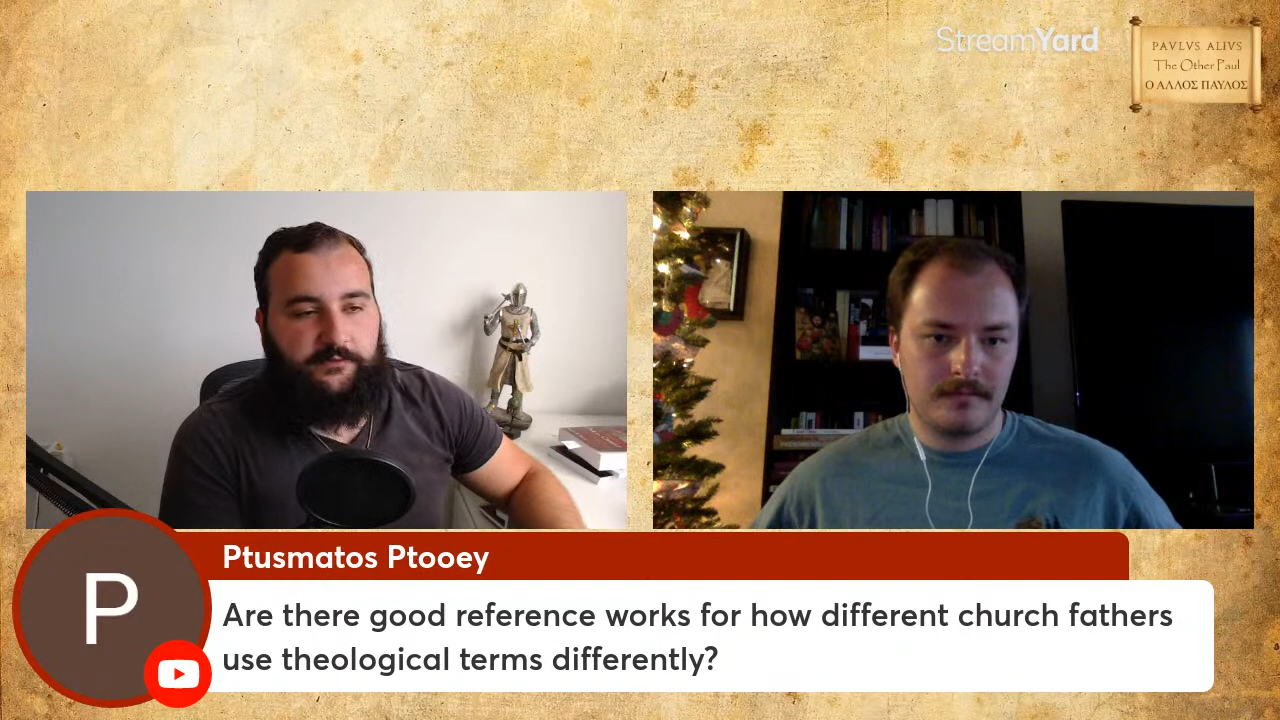 StreamYard
PAVLVS ALIVS
The Other Paul
Ο ΑΛΛΟΣ ΠΑΥΛΟΣ
P
Ptusmatos Ptooey
Are there good reference works for how different church fathers
use theological terms differently?